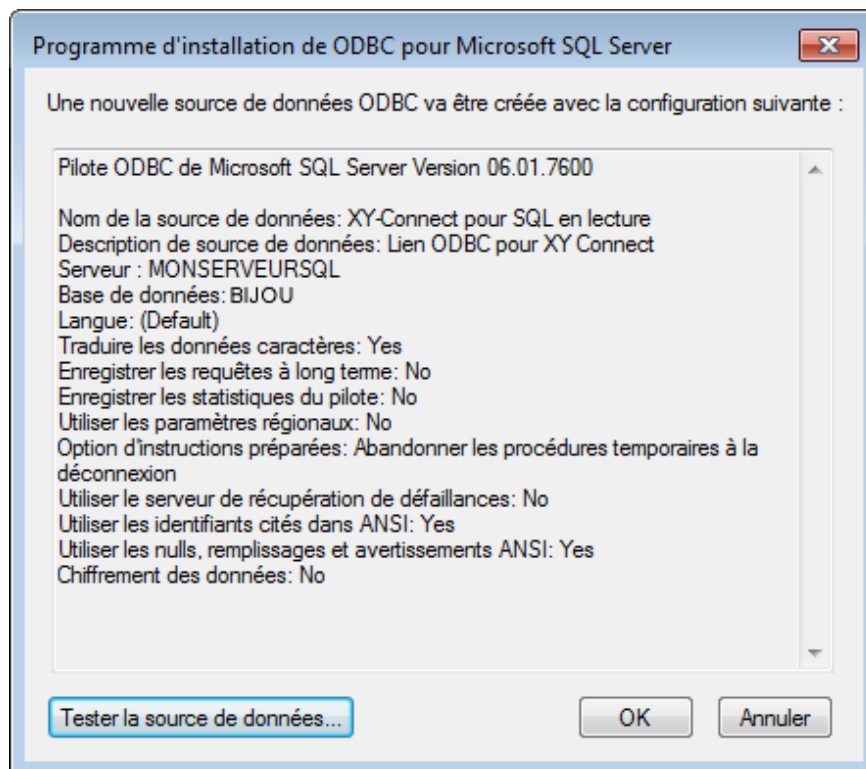 Programme d'installation de ODBC pour Microsoft SQL Server
Une nouvelle source de données ODBC va être créée avec la configuration suivante :
Pilote ODBC de Microsoft SQL Server Version 06.01.7600
Nom de la source de données: XY-Connect pour SQL en lecture
Description de source de données: Lien ODBC pour XY Connect
Serveur : MONSERVEURSQL
Base de données: BIJOU
Langue: (Default)
Traduire les données caractères: Yes
Enregistrer les requêtes à long terme: No
Enregistrer les statistiques du pilote: No
Utiliser les paramètres régionaux: No
Option d'instructions préparées: Abandonner les procédures temporaires à la
déconnexion
Utiliser le serveur de récupération de défaillances: No
Utiliser les identifiants cités dans ANSI: Yes
Utiliser les nulls, remplissages et avertissements ANSI: Yes
Chiffrement des données: No
Tester la source de données... OK Annuler